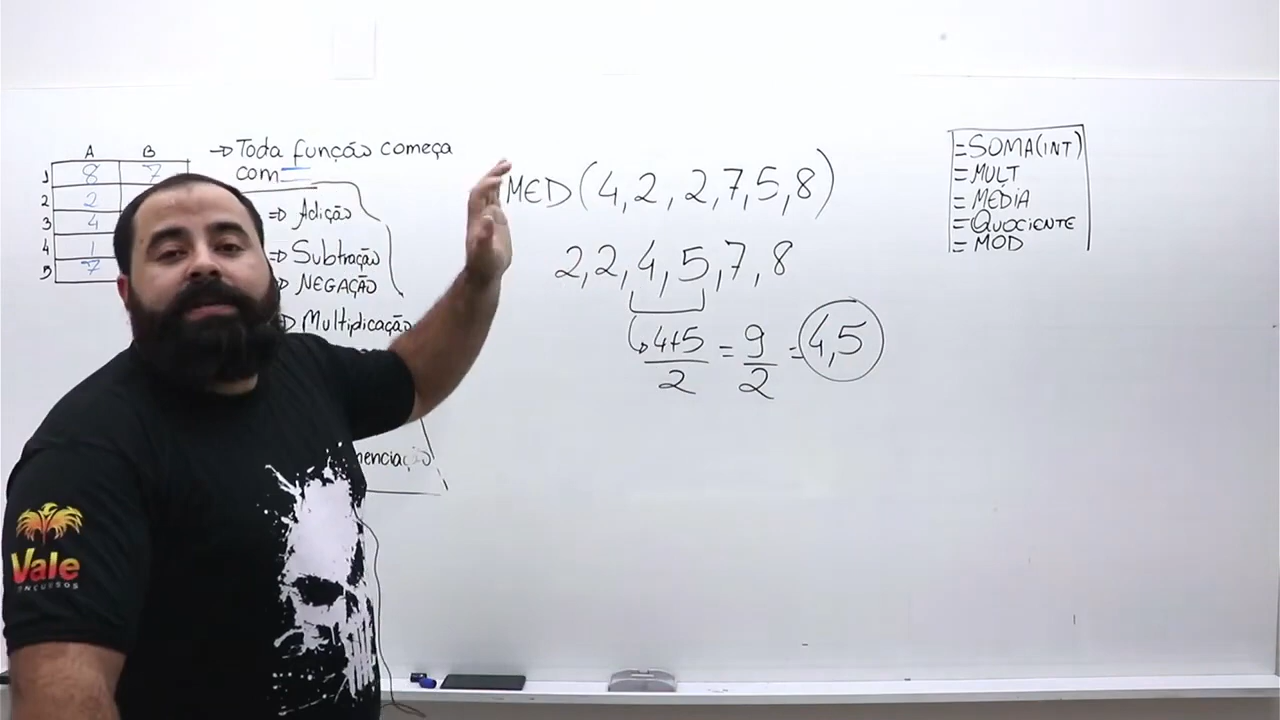 A B
1 8 7
2 2
3 4
4 1
5 7
→ Toda função começa
com
⇒ Adição
⇒ Subtração
⇒ NEGAÇÃO
Multiplicação
MED(4,2,2,7,5,8)
2,2,4,5,7,8
4+5/2 = 9/2 = 4,5
=SOMA(INT)
=MULT
=MÉDIA
=QUOCIENTE
=MOD
Vale
CONCURSOS